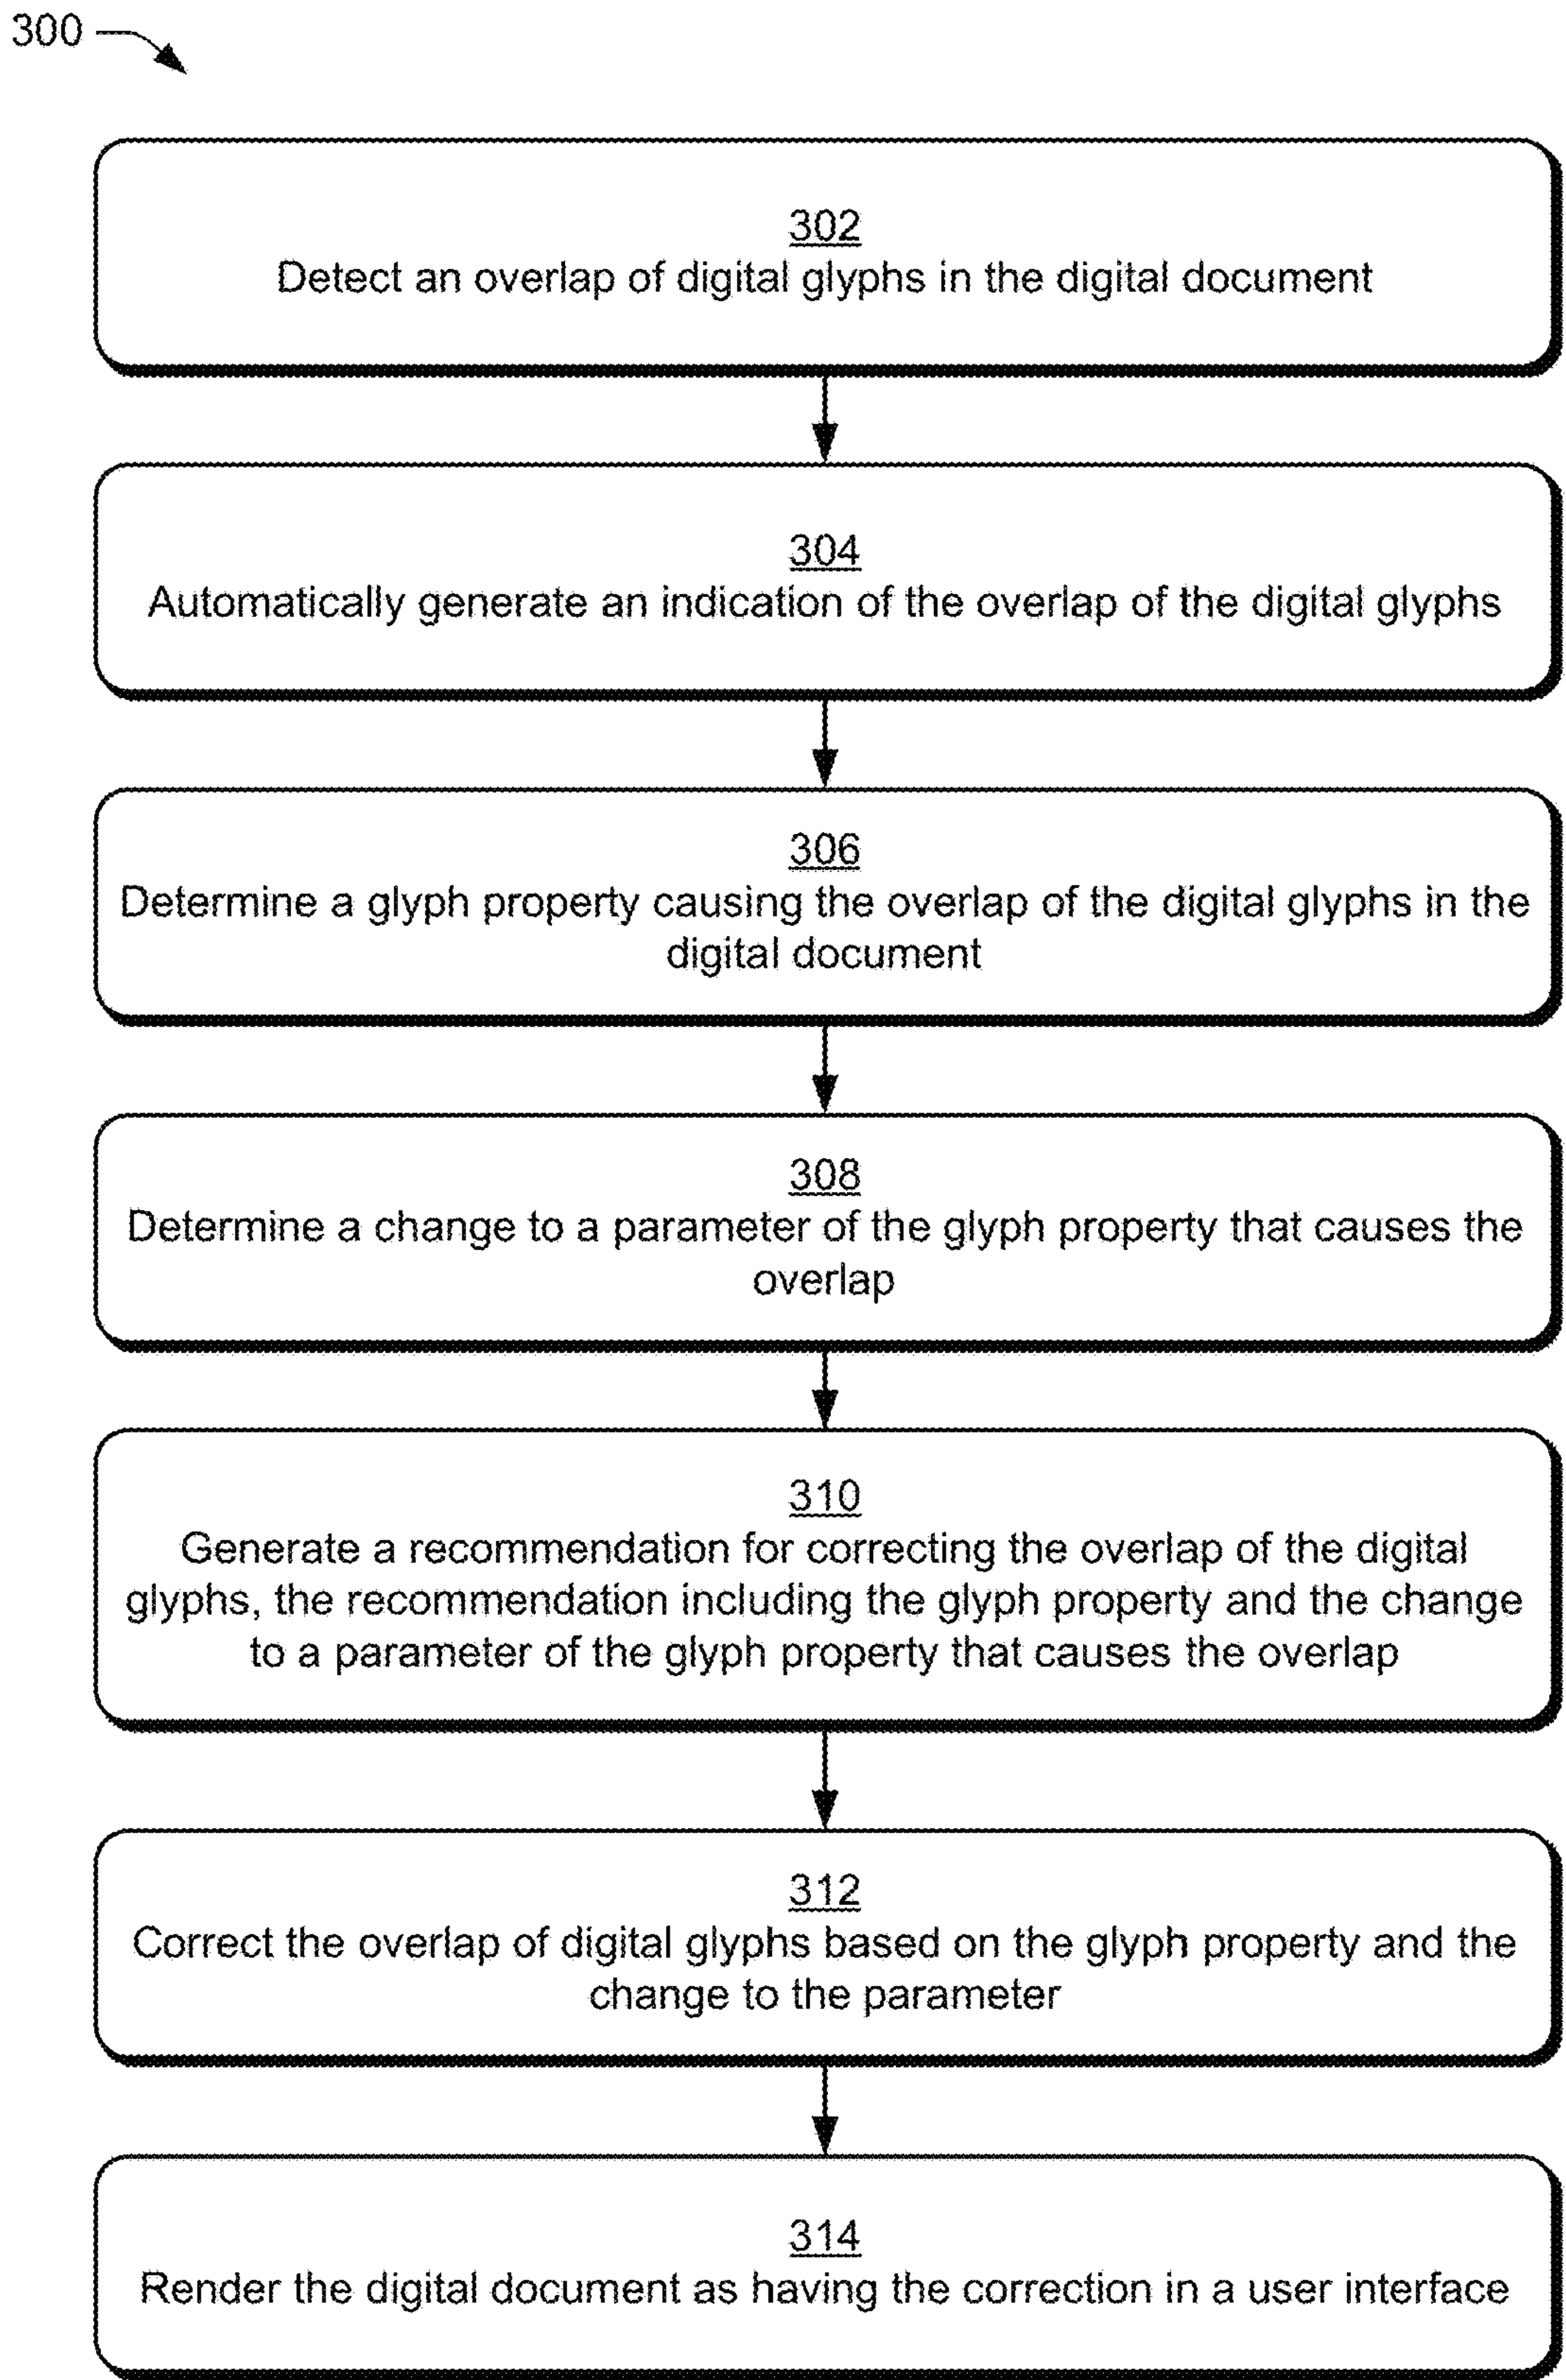 300
302
Detect an overlap of digital glyphs in the digital document
304
Automatically generate an indication of the overlap of the digital glyphs
306
Determine a glyph property causing the overlap of the digital glyphs in the
digital document
308
Determine a change to a parameter of the glyph property that causes the
overlap
310
Generate a recommendation for correcting the overlap of the digital
glyphs, the recommendation including the glyph property and the change
to a parameter of the glyph property that causes the overlap
312
Correct the overlap of digital glyphs based on the glyph property and the
change to the parameter
314
Render the digital document as having the correction in a user interface